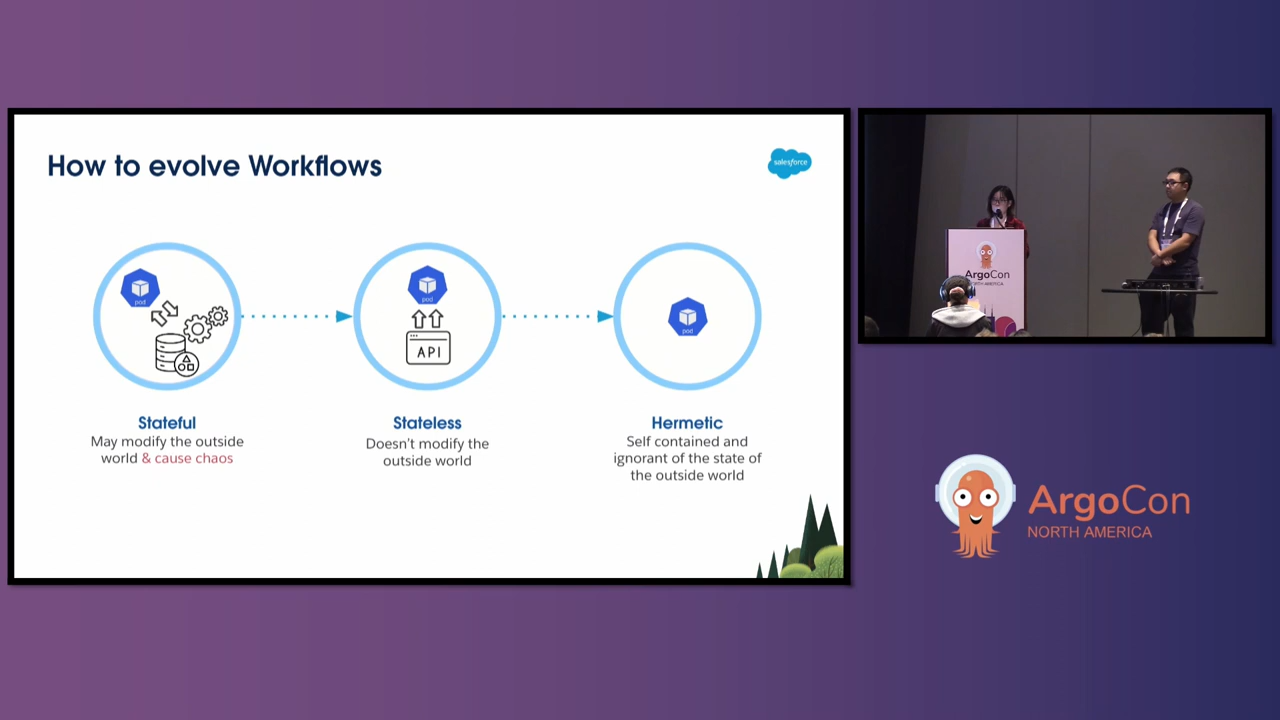 How to evolve Workflows
salesforce
pod
pod
API
pod
Stateful
May modify the outside
world & cause chaos
Stateless
Doesn't modify the
outside world
Hermetic
Self contained and
ignorant of the state of
the outside world
ArgoCon
NORTH AMERICA
ArgoCon
NORTH AMERICA